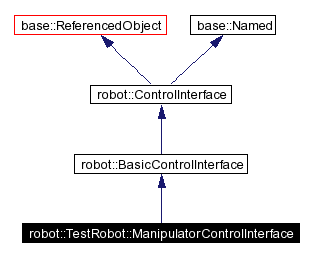 base::ReferencedObject
base::Named
robot::ControlInterface
robot::BasicControlInterface
robot::TestRobot::ManipulatorControlInterface